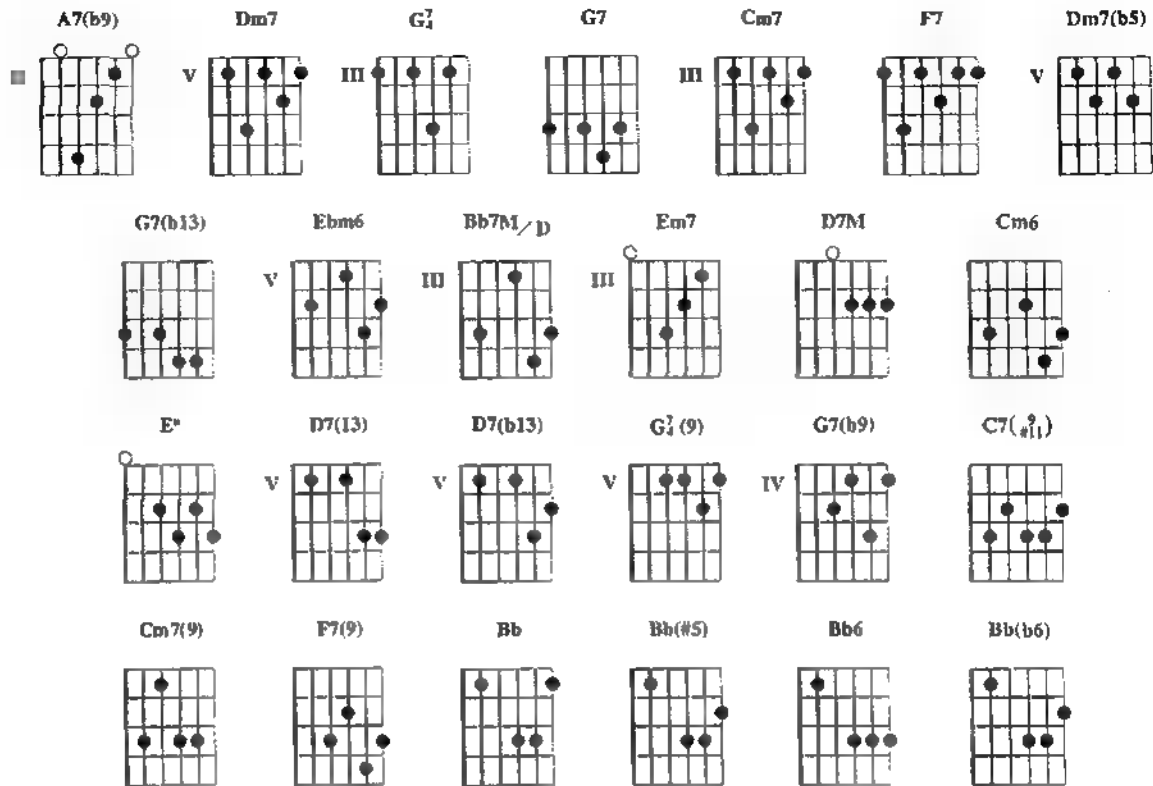 A7(b9) Dm7 G7/4 G7 Cm7 F7 Dm7(b5)
V III III V
G7(b13) Ebm6 Bb7M/D Em7 D7M Cm6
V III III
E° D7(13) D7(b13) G7/4(9) G7(b9) C7(9/#11)
V V V IV
Cm7(9) F7(9) Bb Bb(#5) Bb6 Bb(b6)